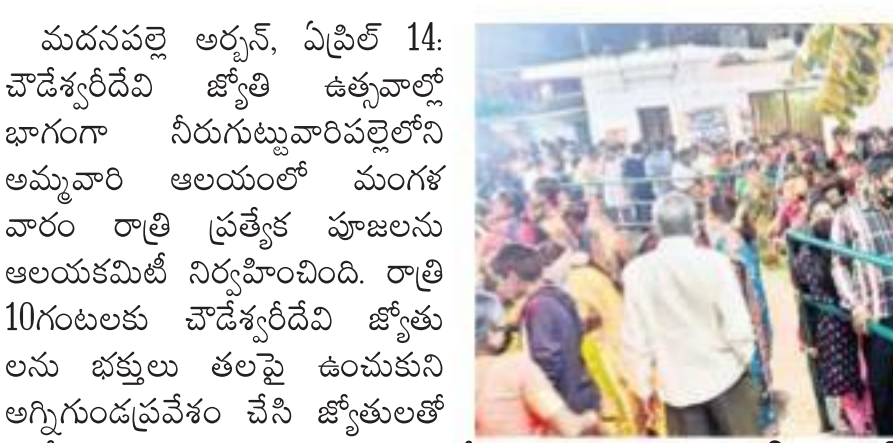 మదనపల్లె అర్బన్, ఏప్రిల్ 14:
చౌడేశ్వరీదేవి జ్యోతి ఉత్సవాల్లో
భాగంగా నీరుగుట్టువారిపల్లెలోని
అమ్మవారి ఆలయంలో మంగళ
వారం రాత్రి ప్రత్యేక పూజలను
ఆలయకమిటీ నిర్వహించింది. రాత్రి
10గంటలకు చౌడేశ్వరీదేవి జ్యోతు
లను భక్తులు తలపై ఉంచుకుని
అగ్నిగుండప్రవేశం చేసి జ్యోతులతో